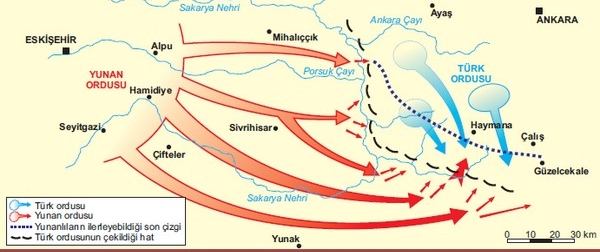 Sakarya Nehri
Ayaş
ANKARA
Ankara Çayı
Mihalıççık
ESKİŞEHİR
Alpu
Porsuk Çayı
YUNAN
ORDUSU
TÜRK
ORDUSU
Hamidiye
Seyitgazi
Sivrihisar
Haymana
Çalış
Çifteler
Güzelcekale
Sakarya Nehri
Yunak
Türk ordusu
Yunan ordusu
Yunanlıların ilerleyebildiği son çizgi
Türk ordusunun çekildiği hat
0 10 20 30 km